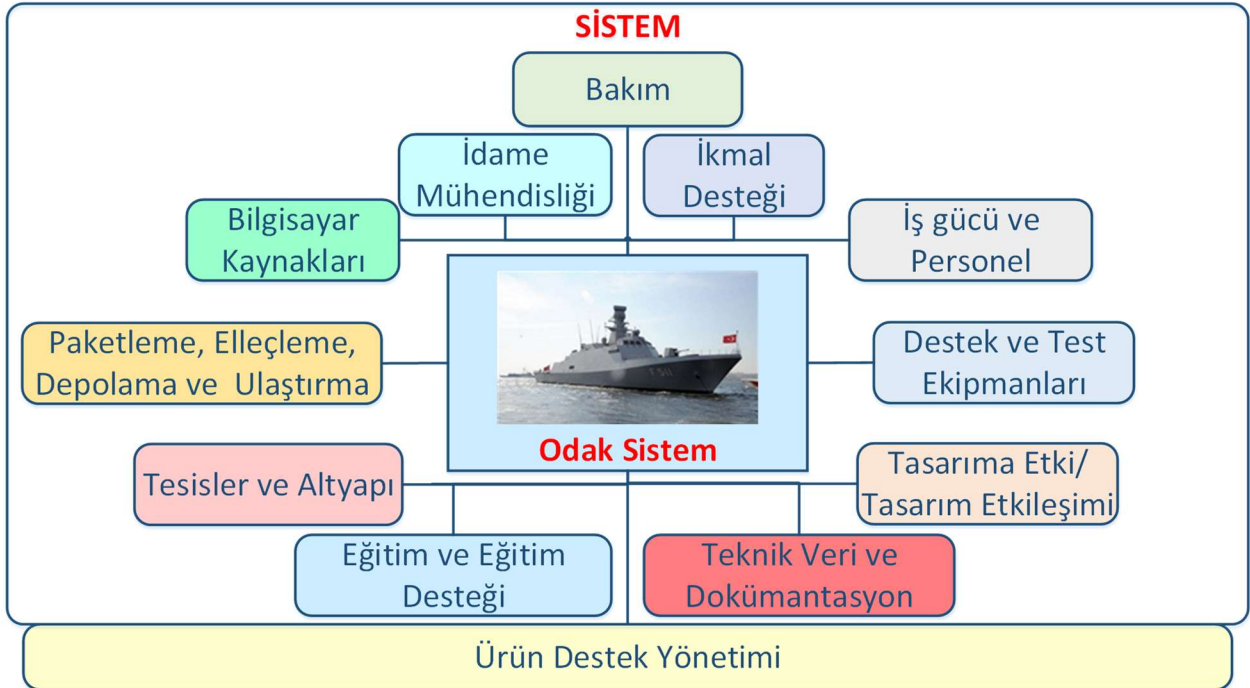 SİSTEM
Bakım
İdame
Mühendisliği
İkmal
Desteği
Bilgisayar
Kaynakları
İş gücü ve
Personel
Paketleme, Elleçleme,
Depolama ve Ulaştırma
F 511
Odak Sistem
Destek ve Test
Ekipmanları
Tesisler ve Altyapı
Tasarıma Etki/
Tasarım Etkileşimi
Eğitim ve Eğitim
Desteği
Teknik Veri ve
Dokümantasyon
Ürün Destek Yönetimi